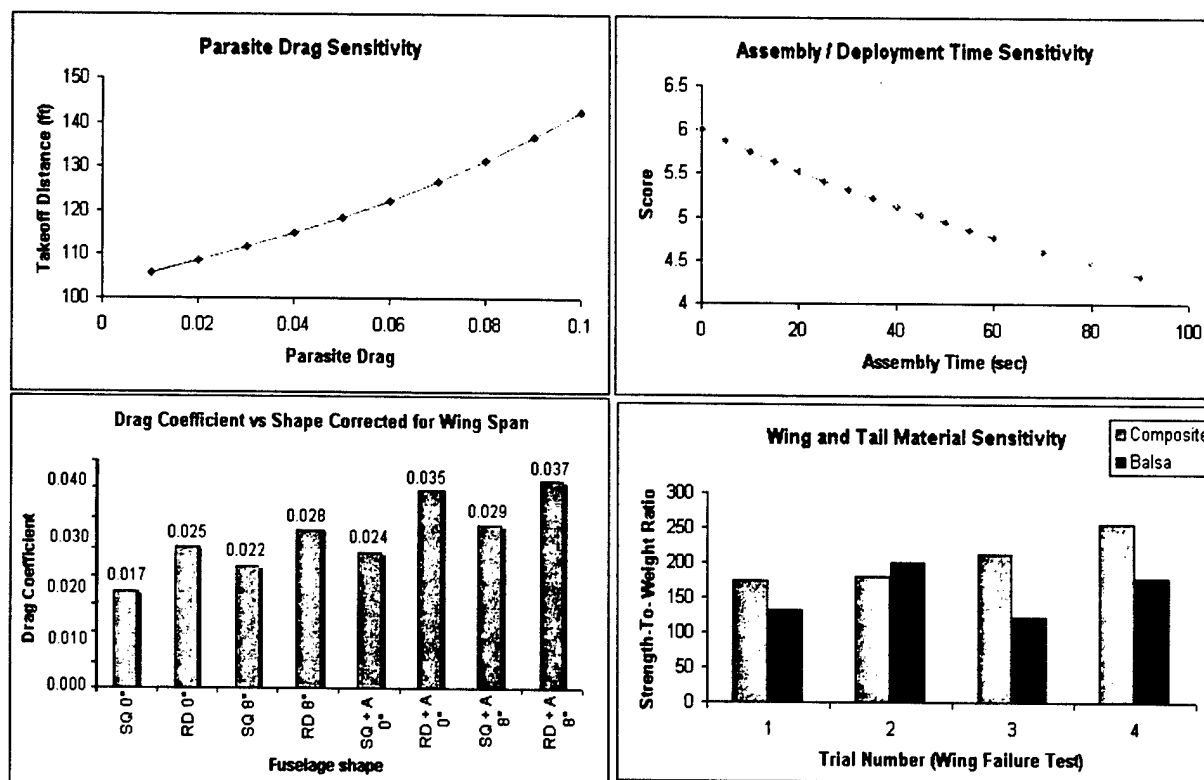 Parasite Drag Sensitivity
Takeoff Distance (ft)
150
140
130
120
110
100
0
0.02
0.04
0.06
0.08
0.1
Parasite Drag
Assembly / Deployment Time Sensitivity
Score
6.5
6
5.5
5
4.5
4
0
20
40
60
80
100
Assembly Time (sec)
Drag Coefficient vs Shape Corrected for Wing Span
Drag Coefficient
0.040
0.030
0.020
0.010
0.000
0.017
0.025
0.022
0.028
0.024
0.035
0.029
0.037
SQ 0"
RD 0"
SQ 8"
RD 8"
SQ + A
0"
RD + A
0"
SQ + A
8"
RD + A
8"
Fuselage shape
Wing and Tail Material Sensitivity
Composite
Balsa
Strength-To-Weight Ratio
300
250
200
150
100
50
0
1
2
3
4
Trial Number (Wing Failure Test)